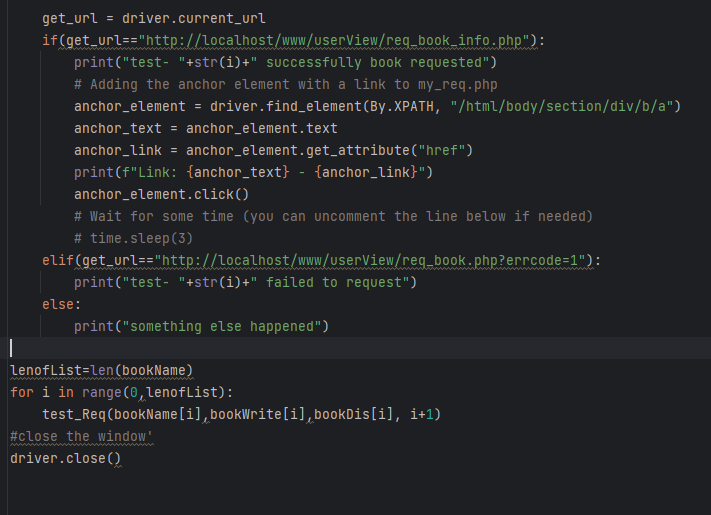 get_url = driver.current_url
if(get_url=="http://localhost/www/userView/req_book_info.php"):
print("test- "+str(i)+" successfully book requested")
# Adding the anchor element with a link to my_req.php
anchor_element = driver.find_element(By.XPATH, "/html/body/section/div/b/a")
anchor_text = anchor_element.text
anchor_link = anchor_element.get_attribute("href")
print(f"Link: {anchor_text} - {anchor_link}")
anchor_element.click()
# Wait for some time (you can uncomment the line below if needed)
# time.sleep(3)
elif(get_url=="http://localhost/www/userView/req_book.php?errcode=1"):
print("test- "+str(i)+" failed to request")
else:
print("something else happened")
lenofList=len(bookName)
for i in range(0,lenofList):
test_Req(bookName[i],bookWrite[i],bookDis[i], i+1)
#close the window'
driver.close()